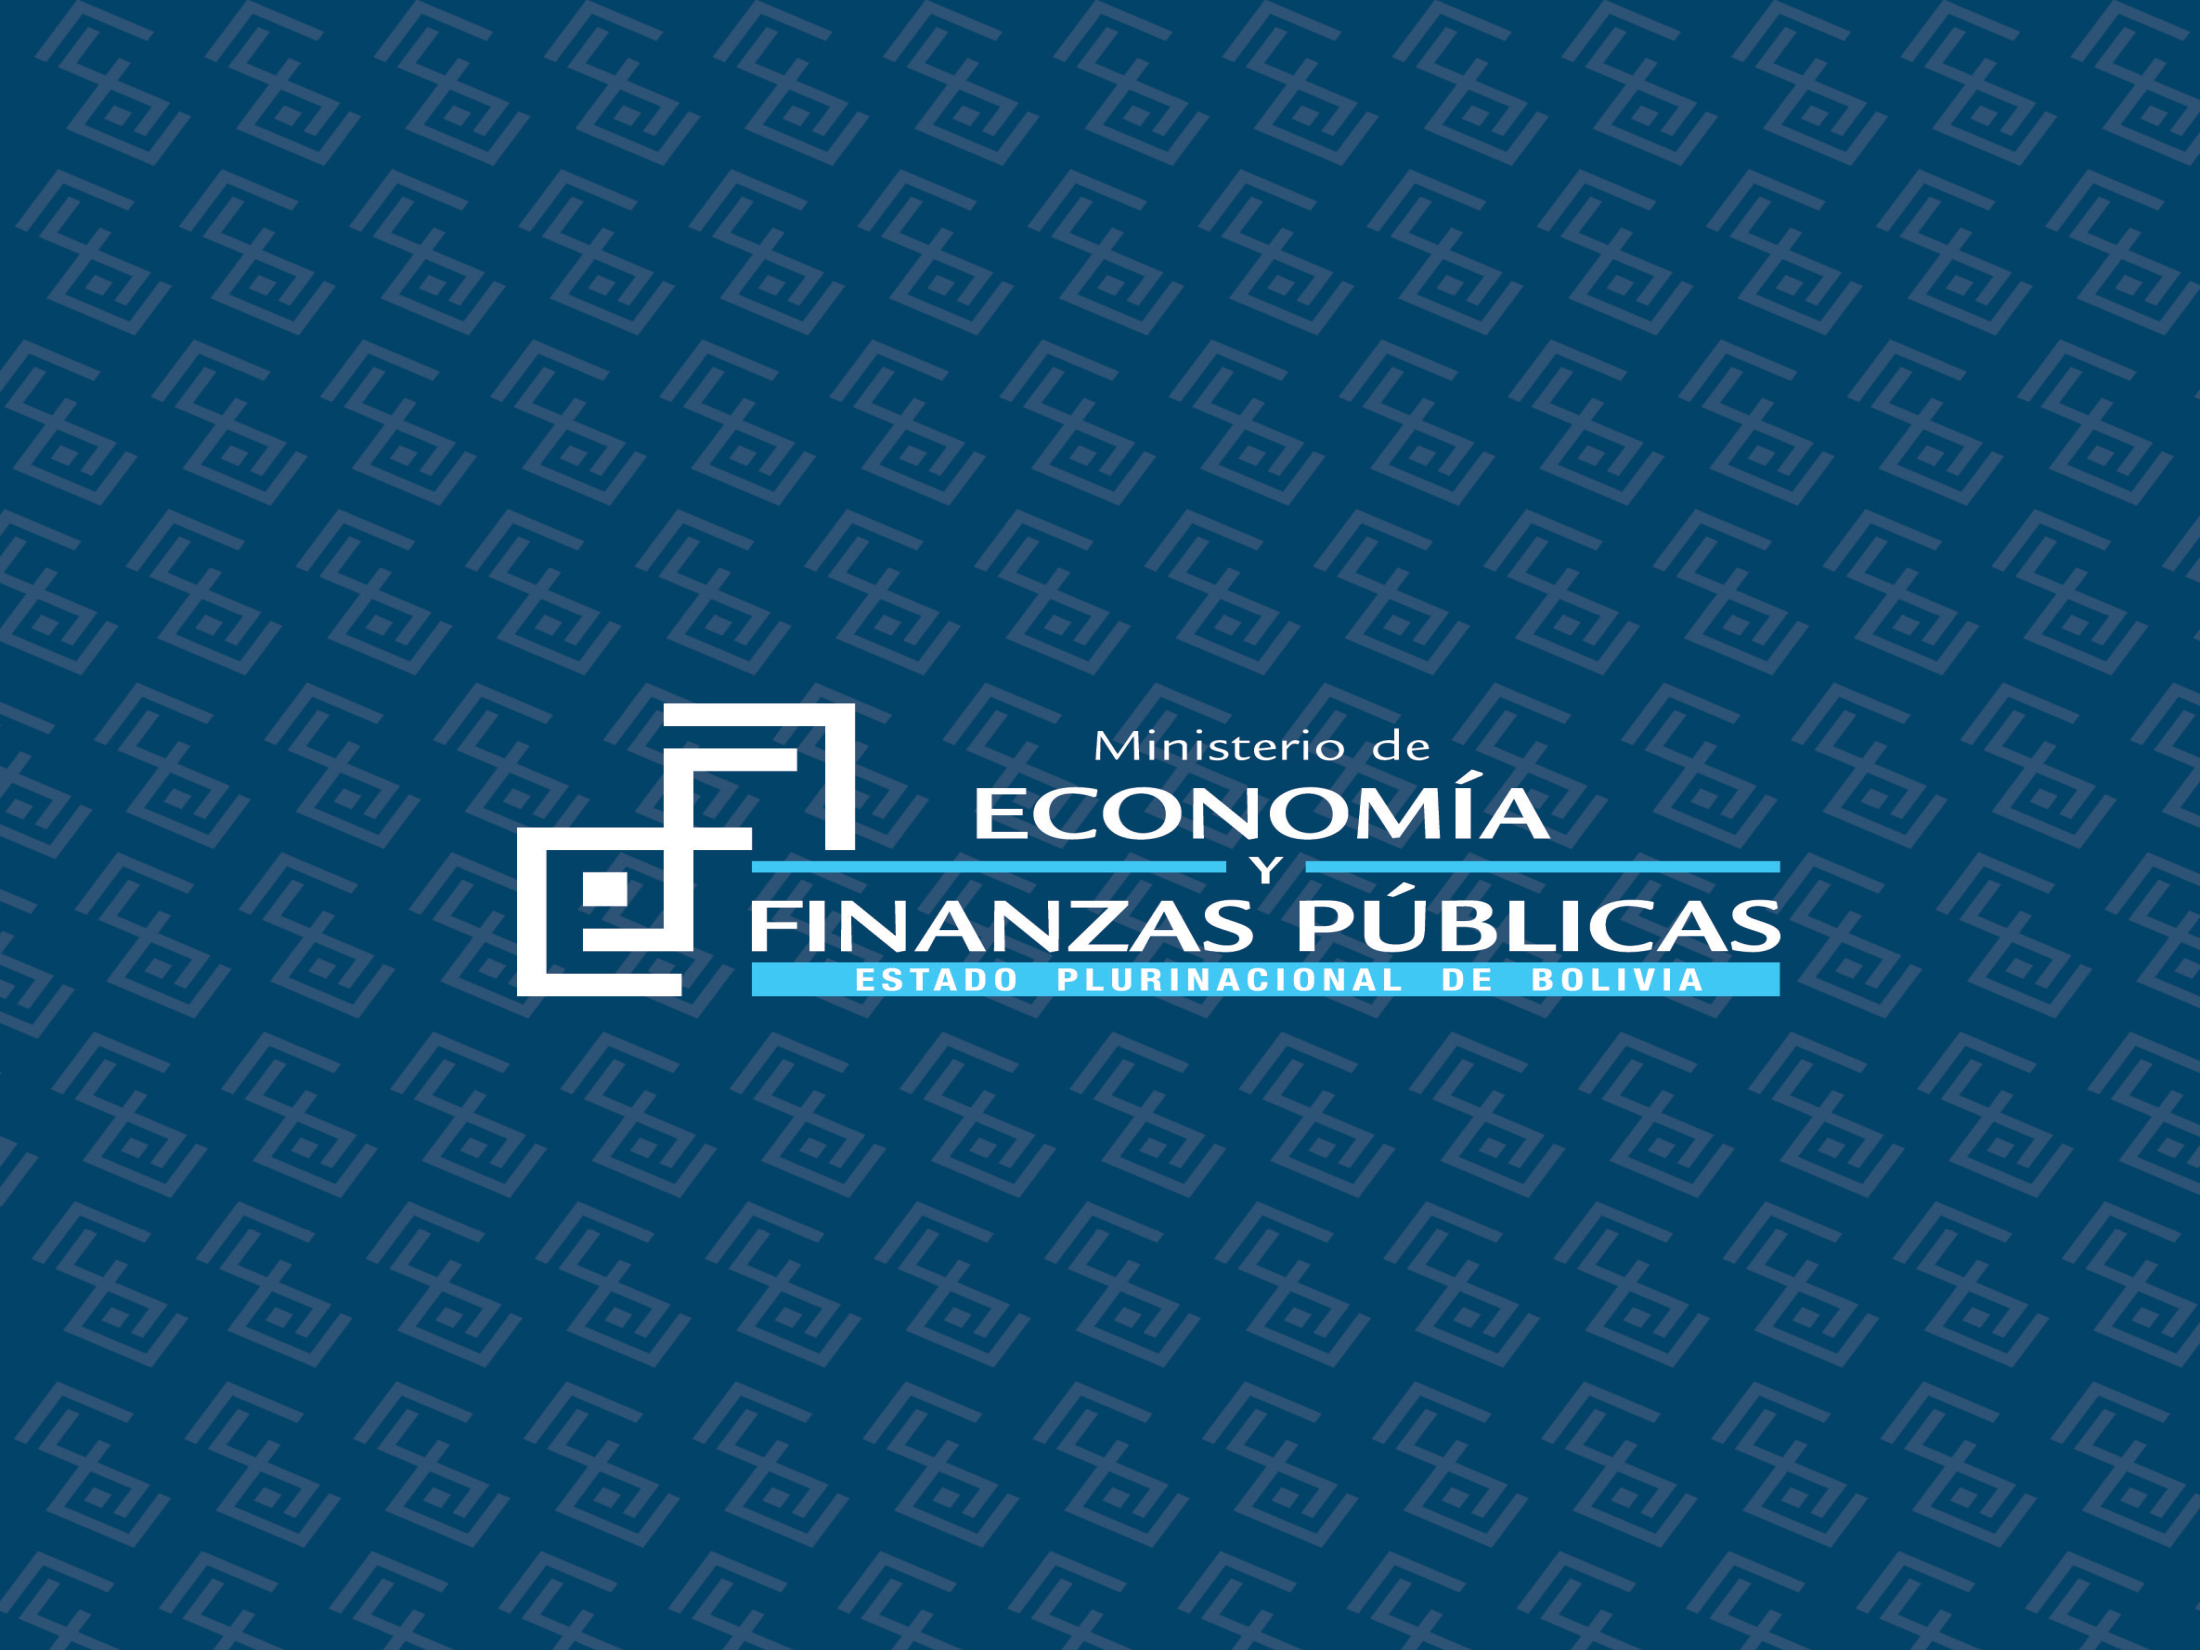 Ministerio de
ECONOMÍA
Y
FINANZAS PÚBLICAS
ESTADO PLURINACIONAL DE BOLIVIA